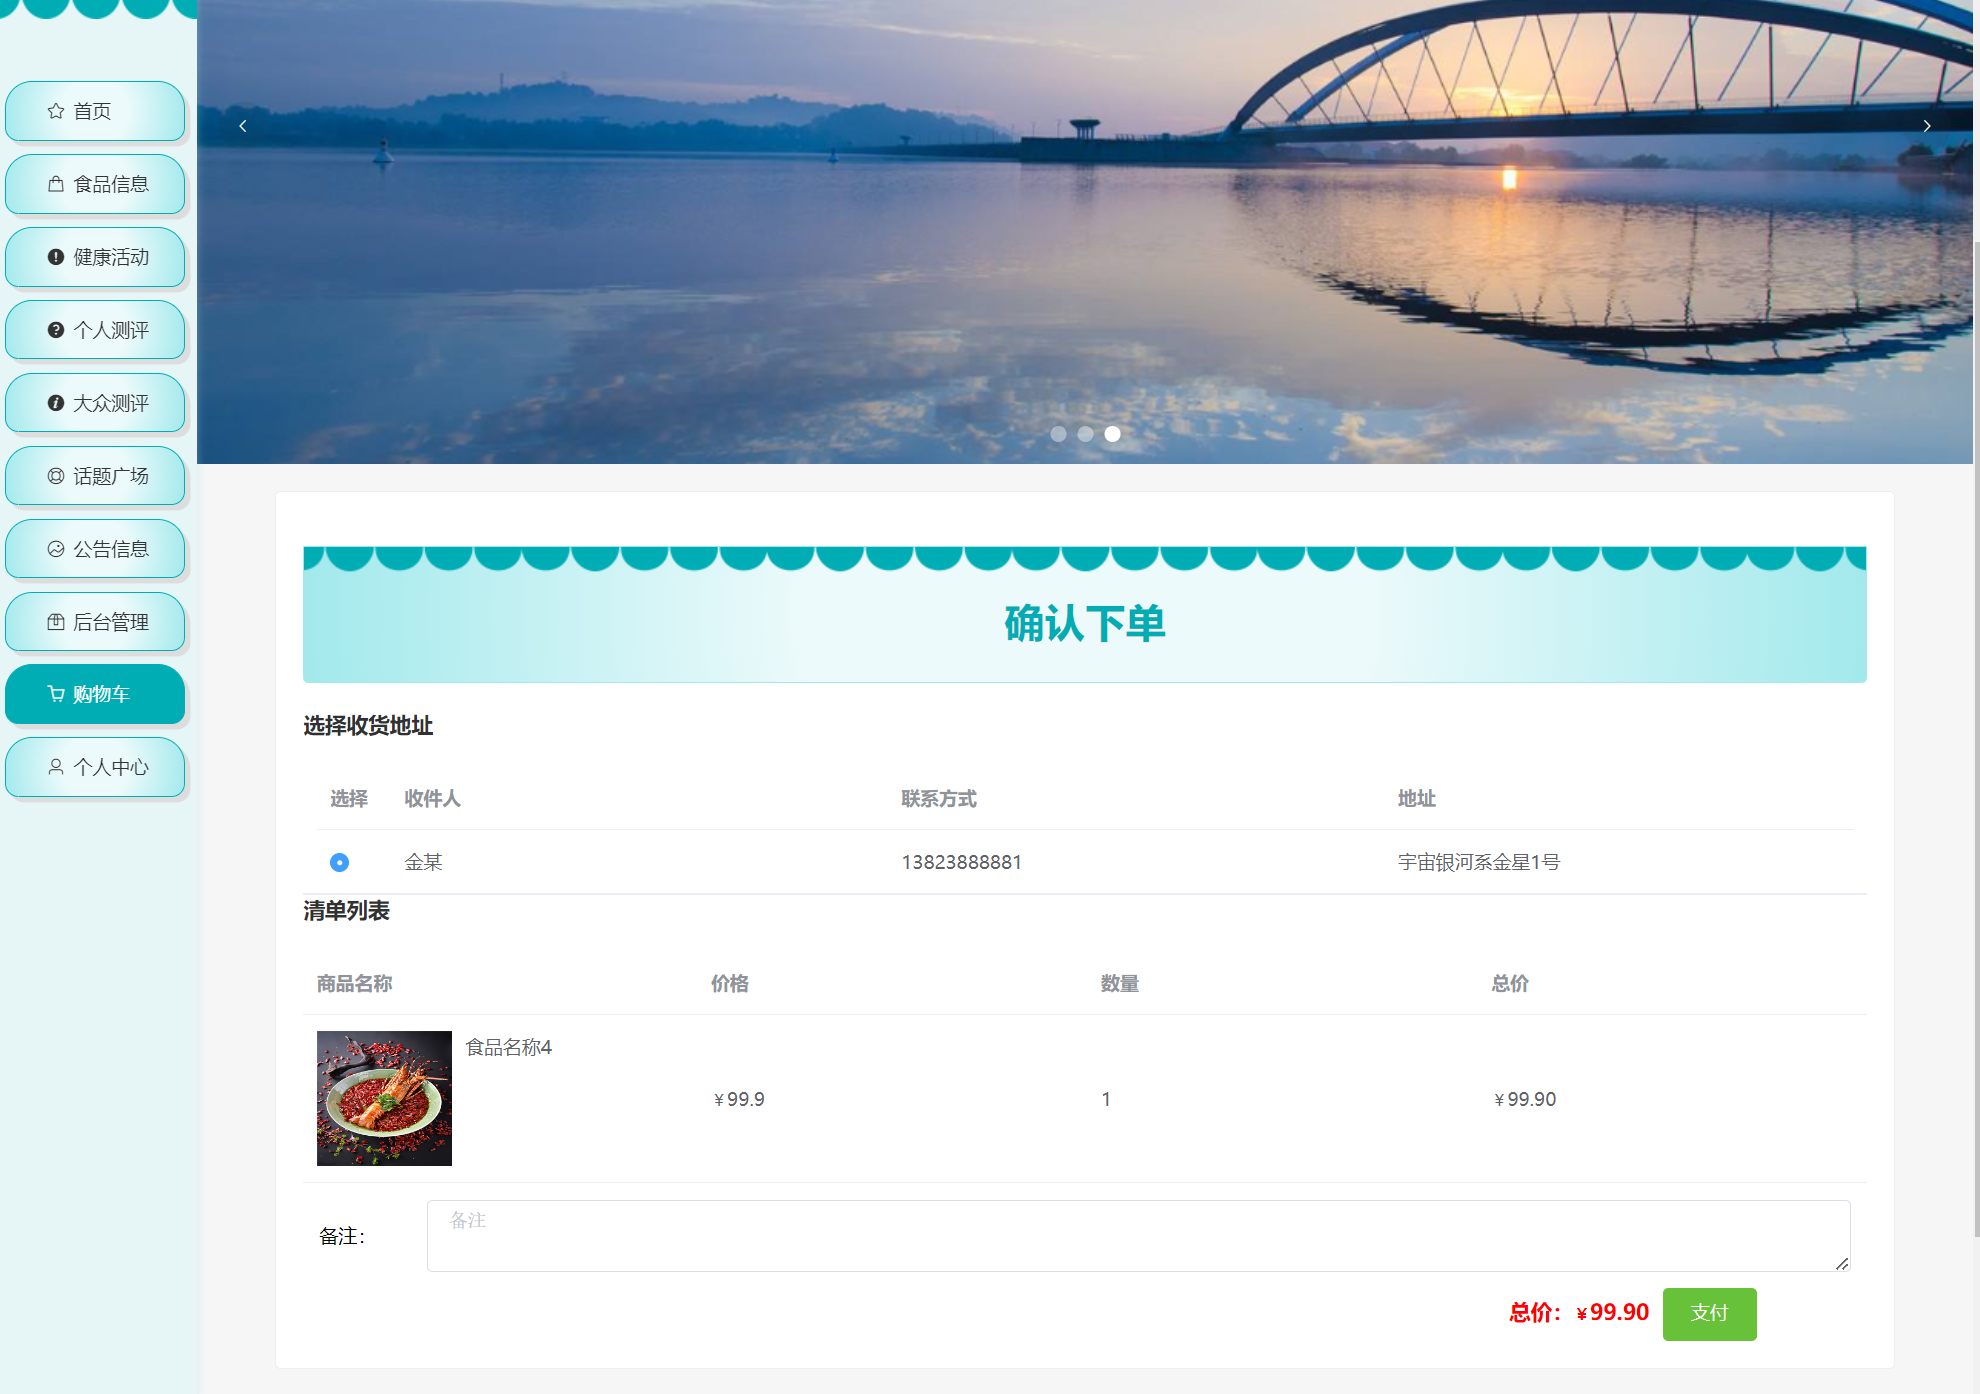 首页
食品信息
健康活动
个人测评
大众测评
话题广场
公告信息
后台管理
购物车
个人中心
确认下单
选择收货地址
选择 收件人 联系方式 地址
金某 13823888881 宇宙银河系金星1号
清单列表
商品名称 价格 数量 总价
食品名称4
¥99.9 1 ¥99.90
备注： 备注
总价：¥99.90 支付